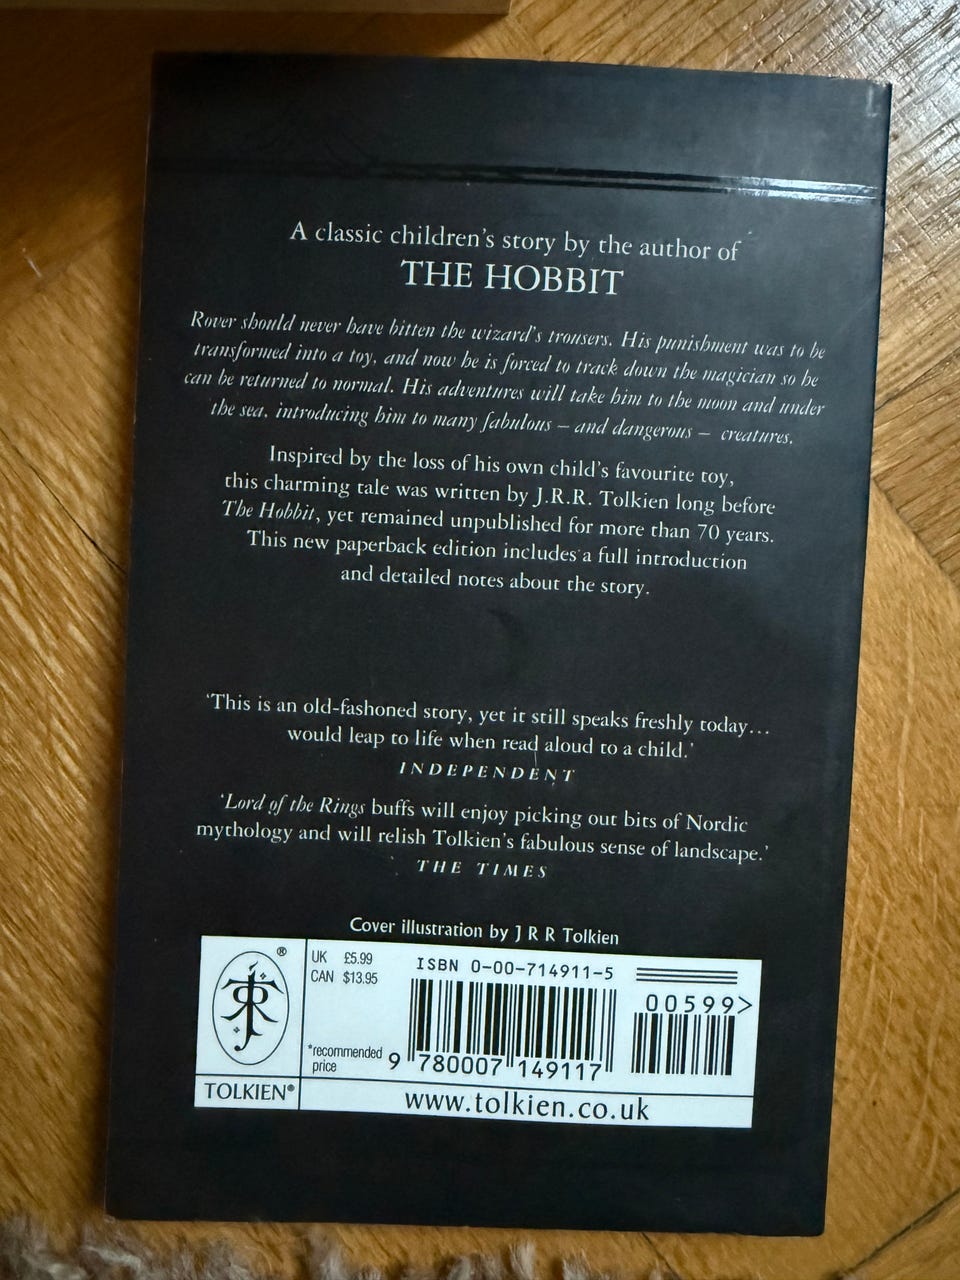 A classic children's story by the author of
THE HOBBIT
Rover should never have bitten the wizard's trousers. His punishment was to be
transformed into a toy, and now he is forced to track down the magician so he
can be returned to normal. His adventures will take him to the moon and under
the sea, introducing him to many fabulous – and dangerous – creatures.
Inspired by the loss of his own child's favourite toy,
this charming tale was written by J.R.R. Tolkien long before
The Hobbit, yet remained unpublished for more than 70 years.
This new paperback edition includes a full introduction
and detailed notes about the story.
'This is an old-fashoned story, yet it still speaks freshly today…
would leap to life when read aloud to a child.'
INDEPENDENT
'Lord of the Rings buffs will enjoy picking out bits of Nordic
mythology and will relish Tolkien's fabulous sense of landscape.'
THE TIMES
Cover illustration by J R R Tolkien
®
TOLKIEN®
UK £5.99
CAN $13.95
*recommended
price
ISBN 0-00-714911-5
9 780007 149117
00599>
www.tolkien.co.uk